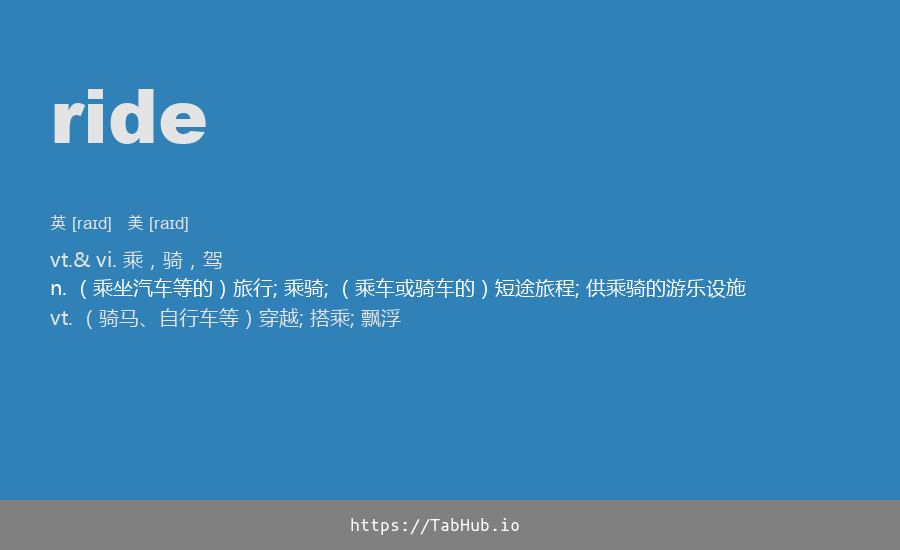 ride
英 [raɪd] 美 [raɪd]
vt.& vi. 乘，骑，驾
n. （乘坐汽车等的）旅行; 乘骑; （乘车或骑车的）短途旅程; 供乘骑的游乐设施
vt. （骑马、自行车等）穿越; 搭乘; 飘浮
https://TabHub.io